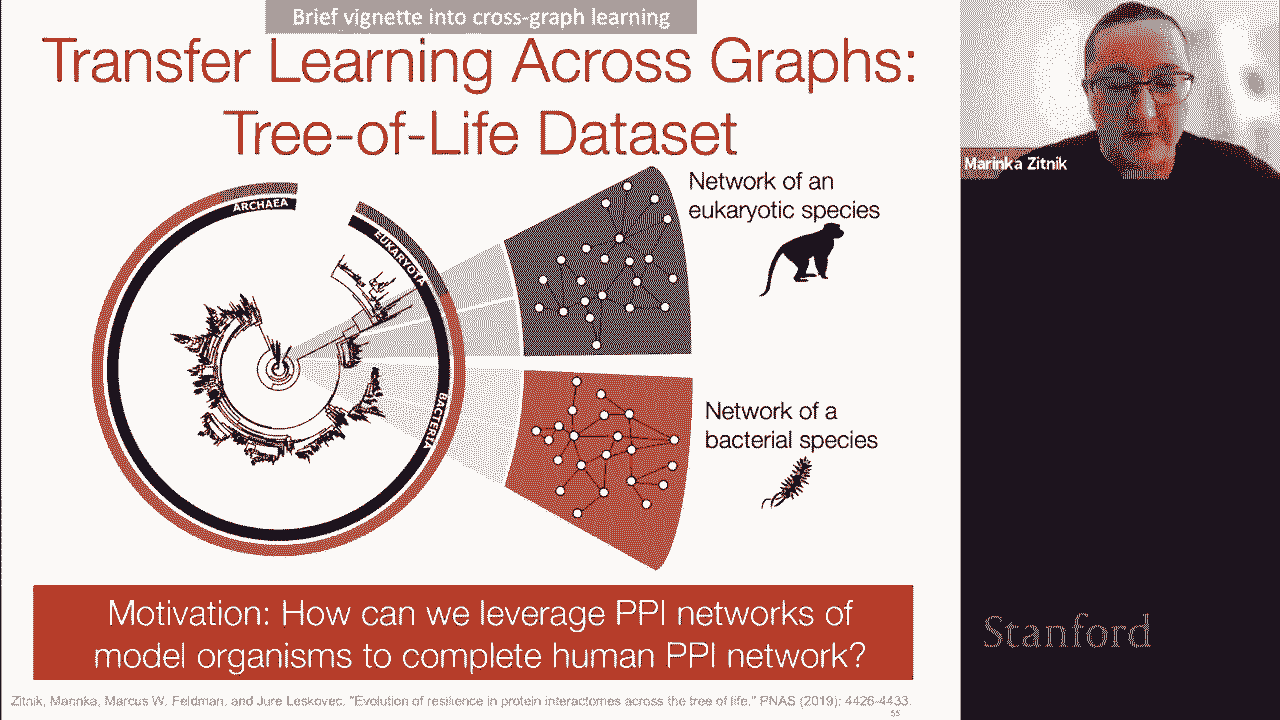 Brief vignette into cross-graph learning
Transfer Learning Across Graphs:
Tree-of-Life Dataset
Marinka Zitnik
ARCHAEA
EUKARYOTA
BACTERIA
Network of an
eukaryotic species
Network of a
bacterial species
Motivation: How can we leverage PPI networks of
model organisms to complete human PPI network?
Stanford
Zitnik, Marinka, Marcus W. Feldman, and Jure Leskovec. "Evolution of resilience in protein interactomes across the tree of life." PNAS (2019): 4426-4433.
55